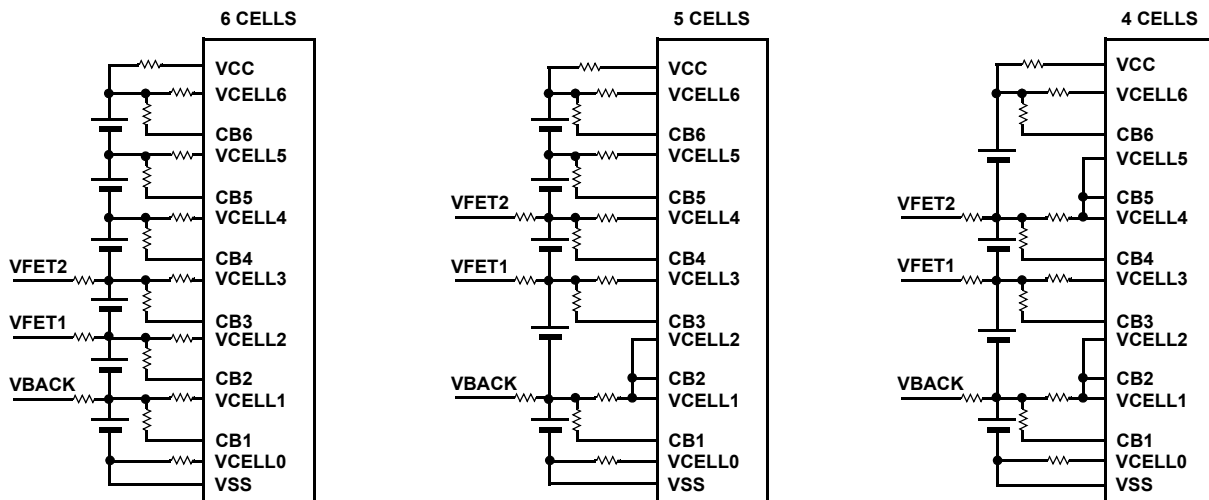 6 CELLS
VCC
VCELL6
CB6
VCELL5
CB5
VCELL4
CB4
VFET2
VCELL3
CB3
VFET1
VCELL2
CB2
VBACK
VCELL1
CB1
VCELL0
VSS
5 CELLS
VCC
VCELL6
CB6
VCELL5
CB5
VFET2
VCELL4
CB4
VFET1
VCELL3
CB3
VCELL2
CB2
VBACK
VCELL1
CB1
VCELL0
VSS
4 CELLS
VCC
VCELL6
CB6
VCELL5
CB5
VFET2
VCELL4
CB4
VFET1
VCELL3
CB3
VCELL2
CB2
VBACK
VCELL1
CB1
VCELL0
VSS